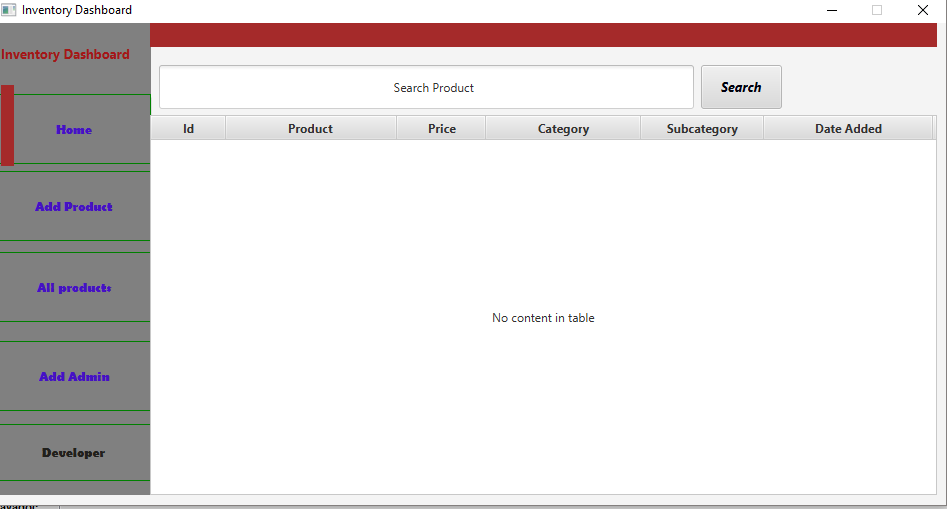 Inventory Dashboard
Inventory Dashboard
Search Product
Search
Id Product Price Category Subcategory Date Added
Home
Add Product
All products
No content in table
Add Admin
Developer